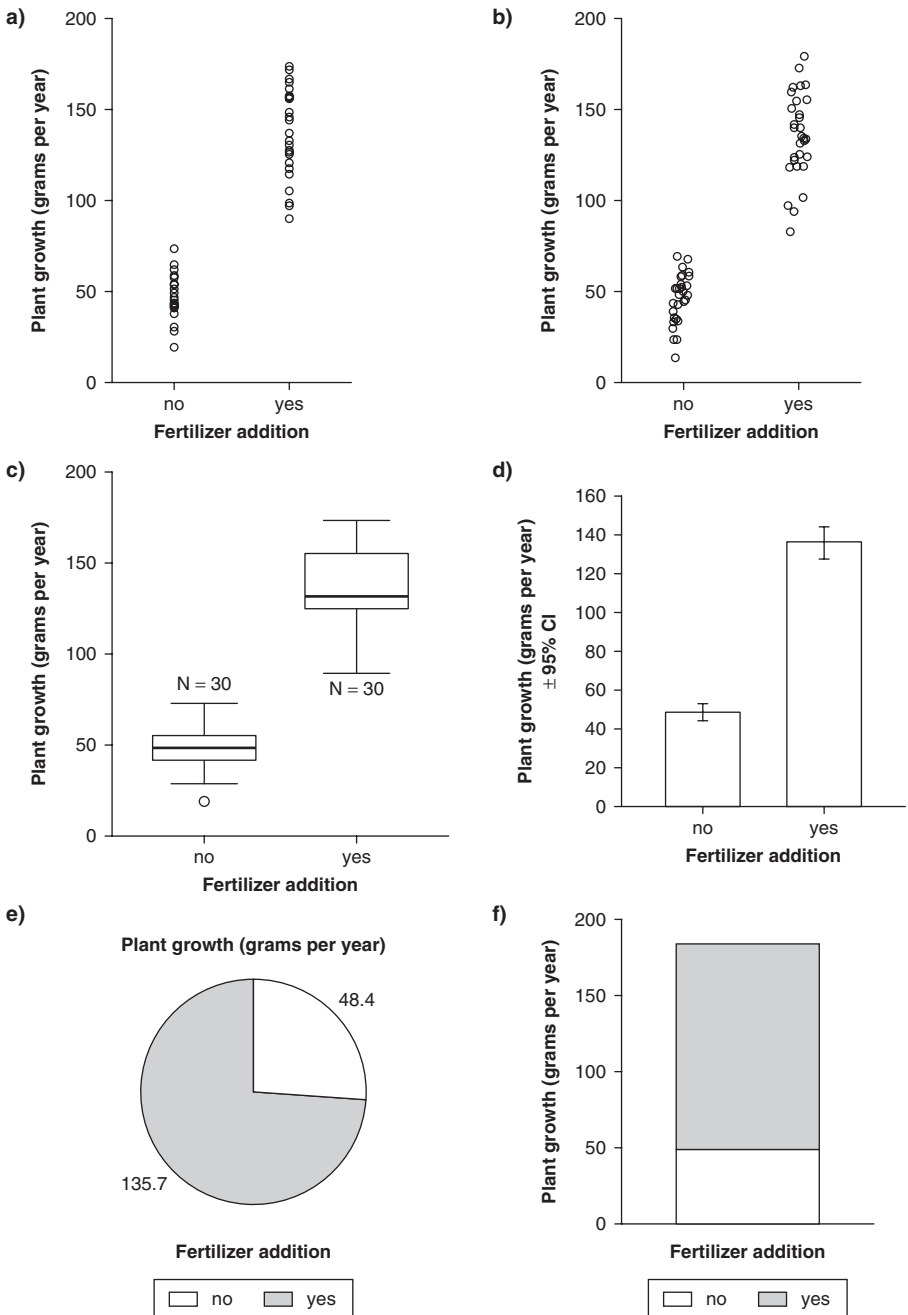 a)
Plant growth (grams per year)
200
150
100
50
0
no yes
Fertilizer addition
b)
Plant growth (grams per year)
200
150
100
50
0
no yes
Fertilizer addition
c)
Plant growth (grams per year)
200
150
100
50
0
N = 30
N = 30
no yes
Fertilizer addition
d)
Plant growth (grams per year)
±95% CI
160
140
120
100
80
60
40
20
0
no yes
Fertilizer addition
e)
Plant growth (grams per year)
48.4
135.7
Fertilizer addition
no yes
f)
Plant growth (grams per year)
200
150
100
50
0
Fertilizer addition
no yes